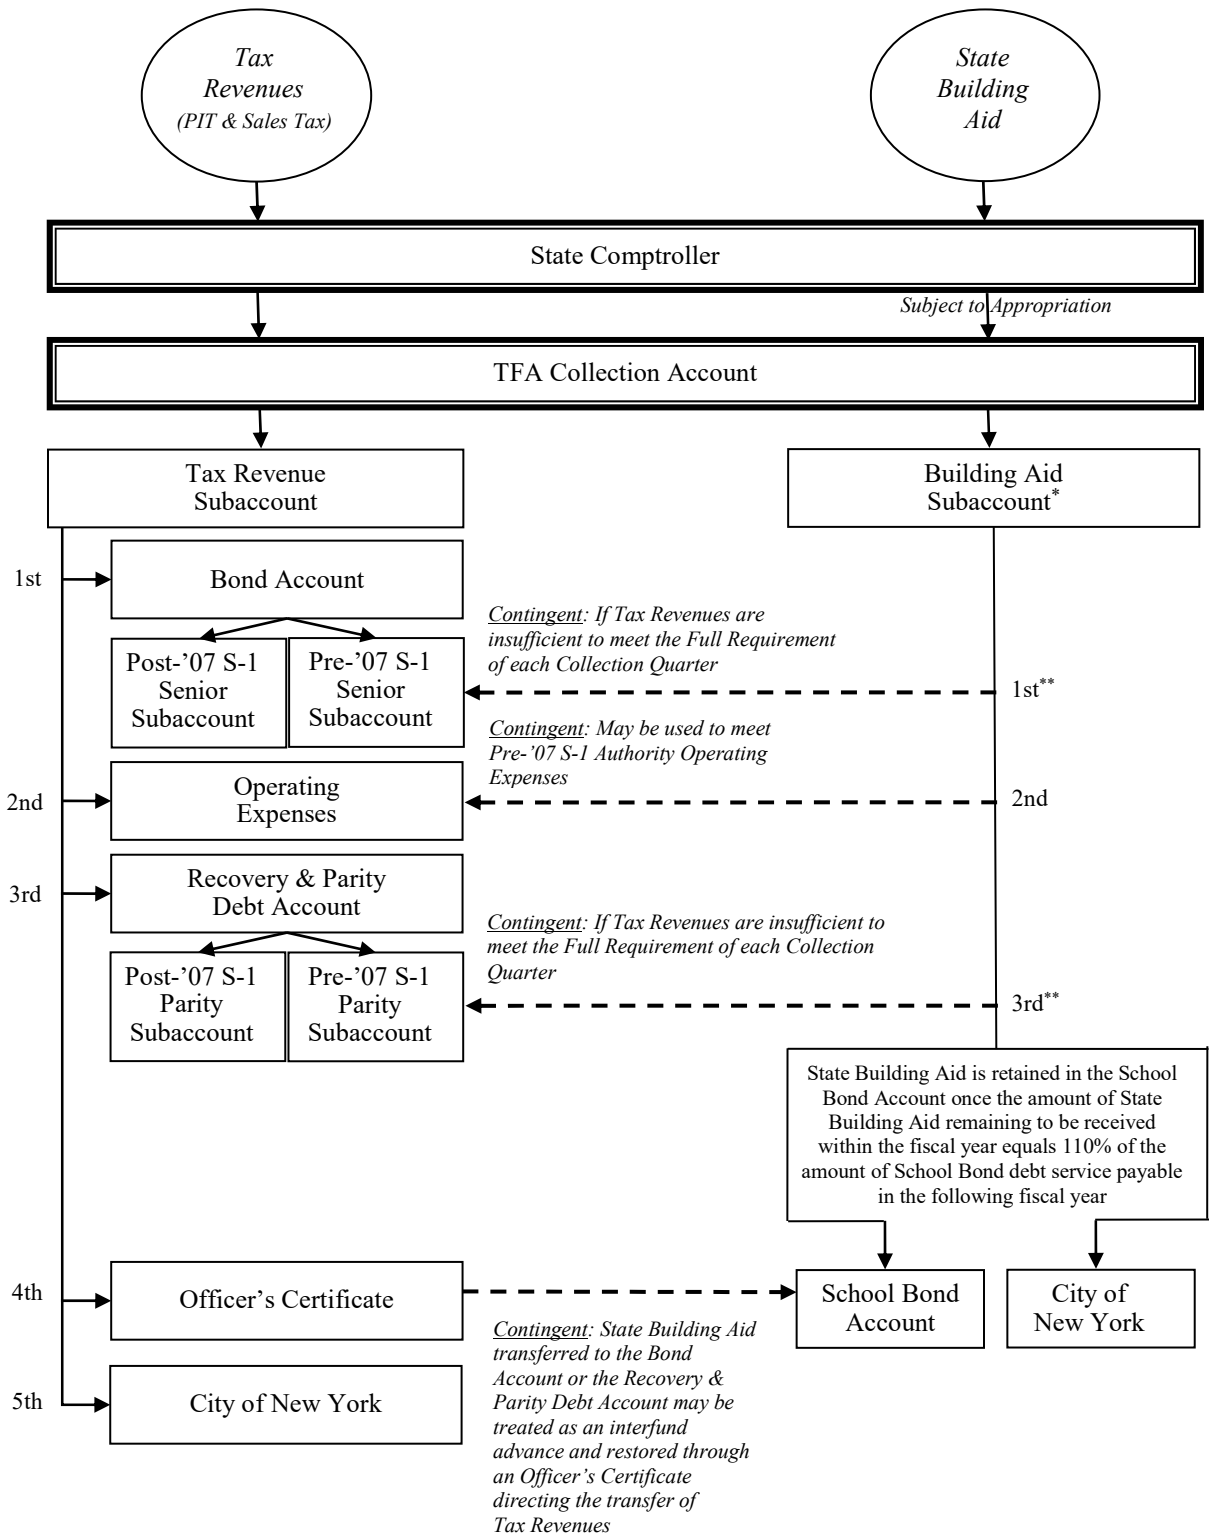 Tax
Revenues
(PIT & Sales Tax)
State
Building
Aid
State Comptroller
Subject to Appropriation
TFA Collection Account
Tax Revenue
Subaccount
Building Aid
Subaccount*
1st
Bond Account
Post-’07 S-1
Senior
Subaccount
Pre-’07 S-1
Senior
Subaccount
Contingent: If Tax Revenues are
insufficient to meet the Full Requirement
of each Collection Quarter
1st**
Contingent: May be used to meet
Pre-’07 S-1 Authority Operating
Expenses
2nd
Operating
Expenses
2nd
3rd
Recovery & Parity
Debt Account
Post-’07 S-1
Parity
Subaccount
Pre-’07 S-1
Parity
Subaccount
Contingent: If Tax Revenues are insufficient to
meet the Full Requirement of each Collection
Quarter
3rd**
State Building Aid is retained in the School
Bond Account once the amount of State
Building Aid remaining to be received
within the fiscal year equals 110% of the
amount of School Bond debt service payable
in the following fiscal year
4th
Officer’s Certificate
School Bond
Account
City of
New York
Contingent: State Building Aid
transferred to the Bond
Account or the Recovery &
Parity Debt Account may be
treated as an interfund
advance and restored through
an Officer’s Certificate
directing the transfer of
Tax Revenues
5th
City of New York